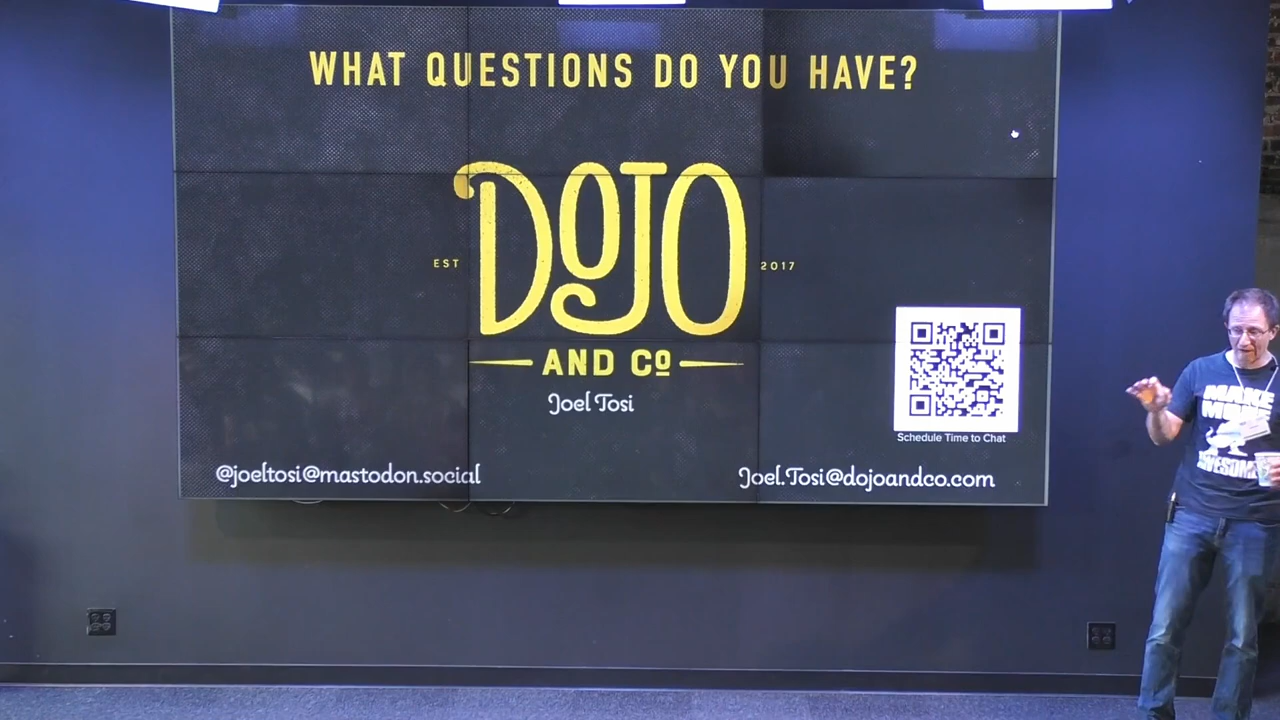 WHAT QUESTIONS DO YOU HAVE?
DOJO
EST
2017
AND CO
Joel Tosi
Schedule Time to Chat
@joeltosi@mastodon.social
Joel.Tosi@dojoandco.com
MAKE
MORE
AWESOME